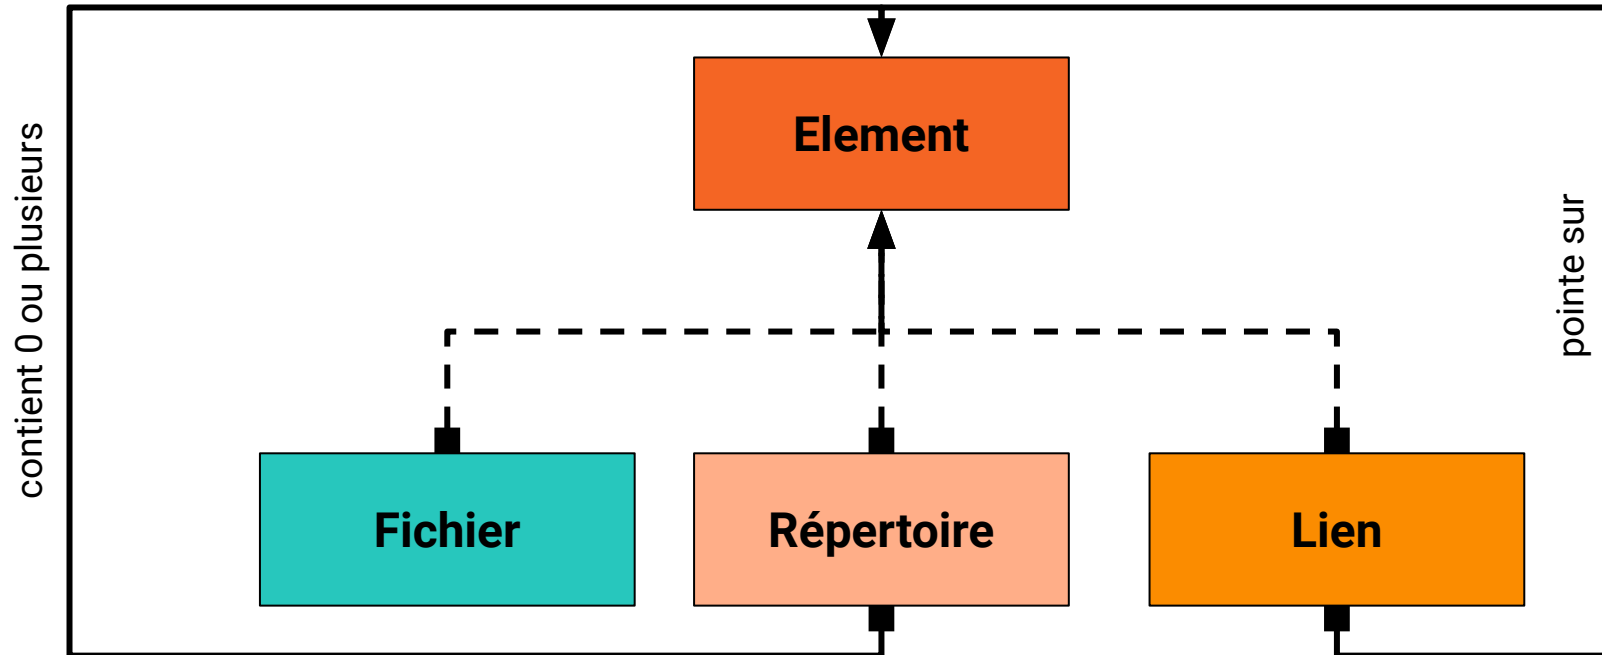 Element
contient 0 ou plusieurs
pointe sur
Fichier
Répertoire
Lien